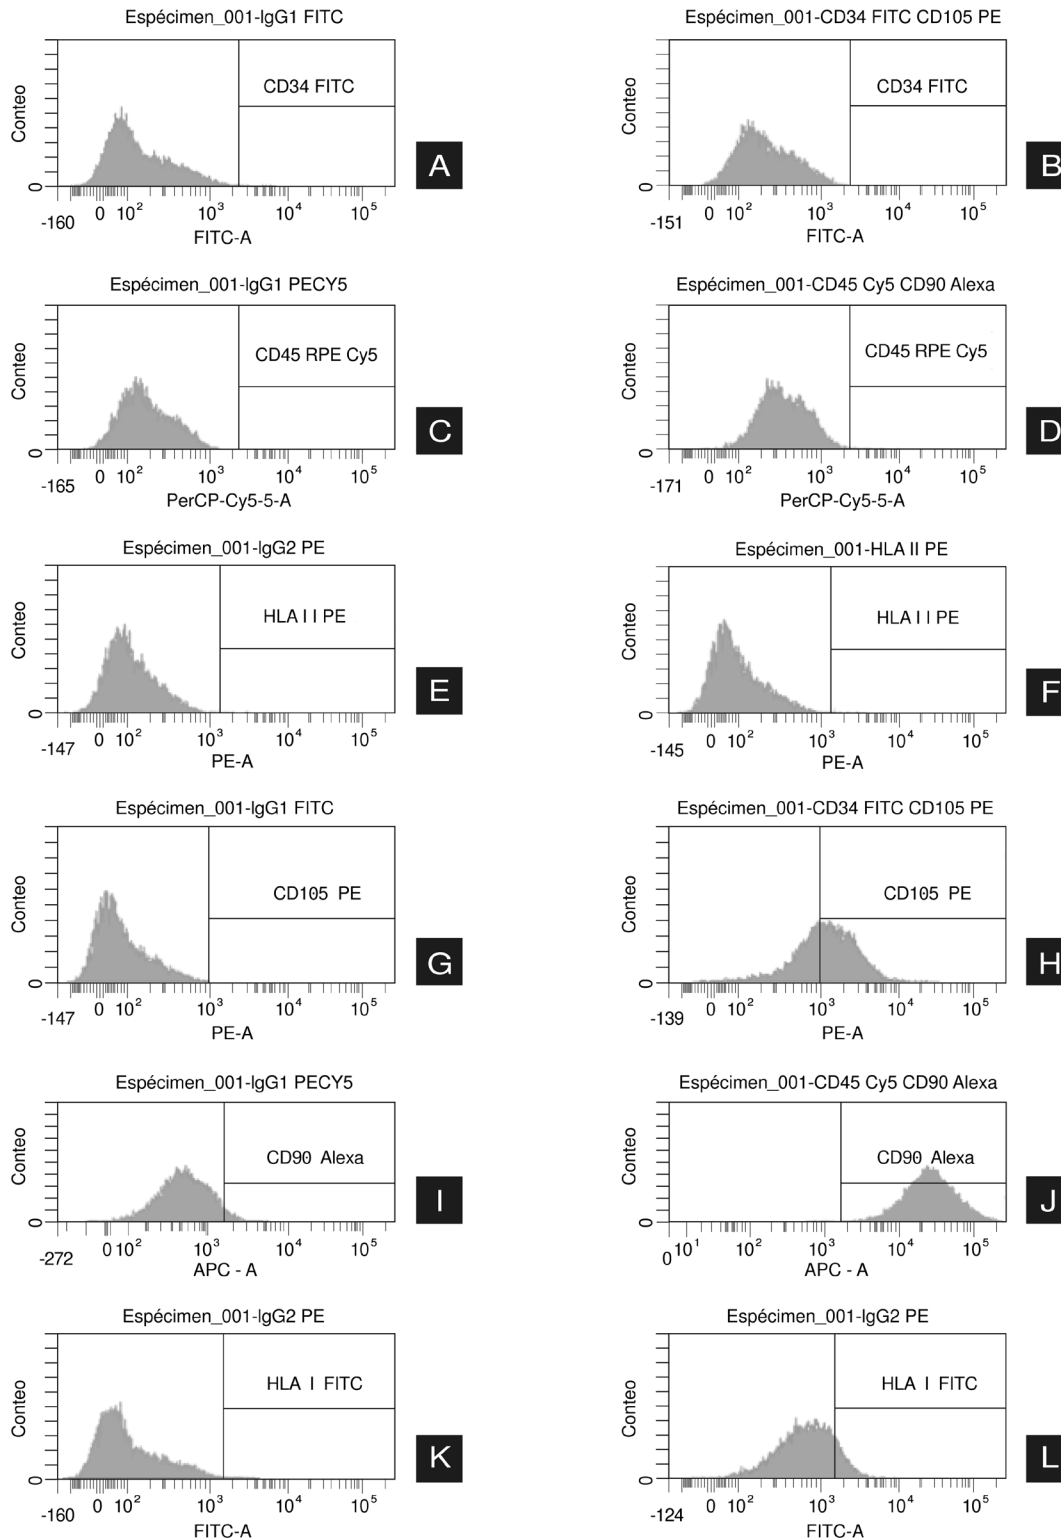 Espécimen_001-IgG1 FITC
Conteo
CD34 FITC
0
-160 0 10² 10³ 10⁴ 10⁵
FITC-A
A
Espécimen_001-CD34 FITC CD105 PE
Conteo
CD34 FITC
0
-151 0 10² 10³ 10⁴ 10⁵
FITC-A
B
Espécimen_001-IgG1 PECY5
Conteo
CD45 RPE Cy5
0
-165 0 10² 10³ 10⁴ 10⁵
PerCP-Cy5-5-A
C
Espécimen_001-CD45 Cy5 CD90 Alexa
Conteo
CD45 RPE Cy5
0
-171 0 10² 10³ 10⁴ 10⁵
PerCP-Cy5-5-A
D
Espécimen_001-IgG2 PE
Conteo
HLA I I PE
0
-147 0 10² 10³ 10⁴ 10⁵
PE-A
E
Espécimen_001-HLA II PE
Conteo
HLA I I PE
0
-145 0 10² 10³ 10⁴ 10⁵
PE-A
F
Espécimen_001-IgG1 FITC
Conteo
CD105 PE
0
-147 0 10² 10³ 10⁴ 10⁵
PE-A
G
Espécimen_001-CD34 FITC CD105 PE
Conteo
CD105 PE
0
-139 0 10² 10³ 10⁴ 10⁵
PE-A
H
Espécimen_001-IgG1 PECY5
Conteo
CD90 Alexa
0
-272 0 10² 10³ 10⁴ 10⁵
APC - A
I
Espécimen_001-CD45 Cy5 CD90 Alexa
Conteo
CD90 Alexa
0
0 10¹ 10² 10³ 10⁴ 10⁵
APC - A
J
Espécimen_001-IgG2 PE
Conteo
HLA I FITC
0
-160 0 10² 10³ 10⁴ 10⁵
FITC-A
K
Espécimen_001-IgG2 PE
Conteo
HLA I FITC
0
-124 0 10² 10³ 10⁴ 10⁵
FITC-A
L